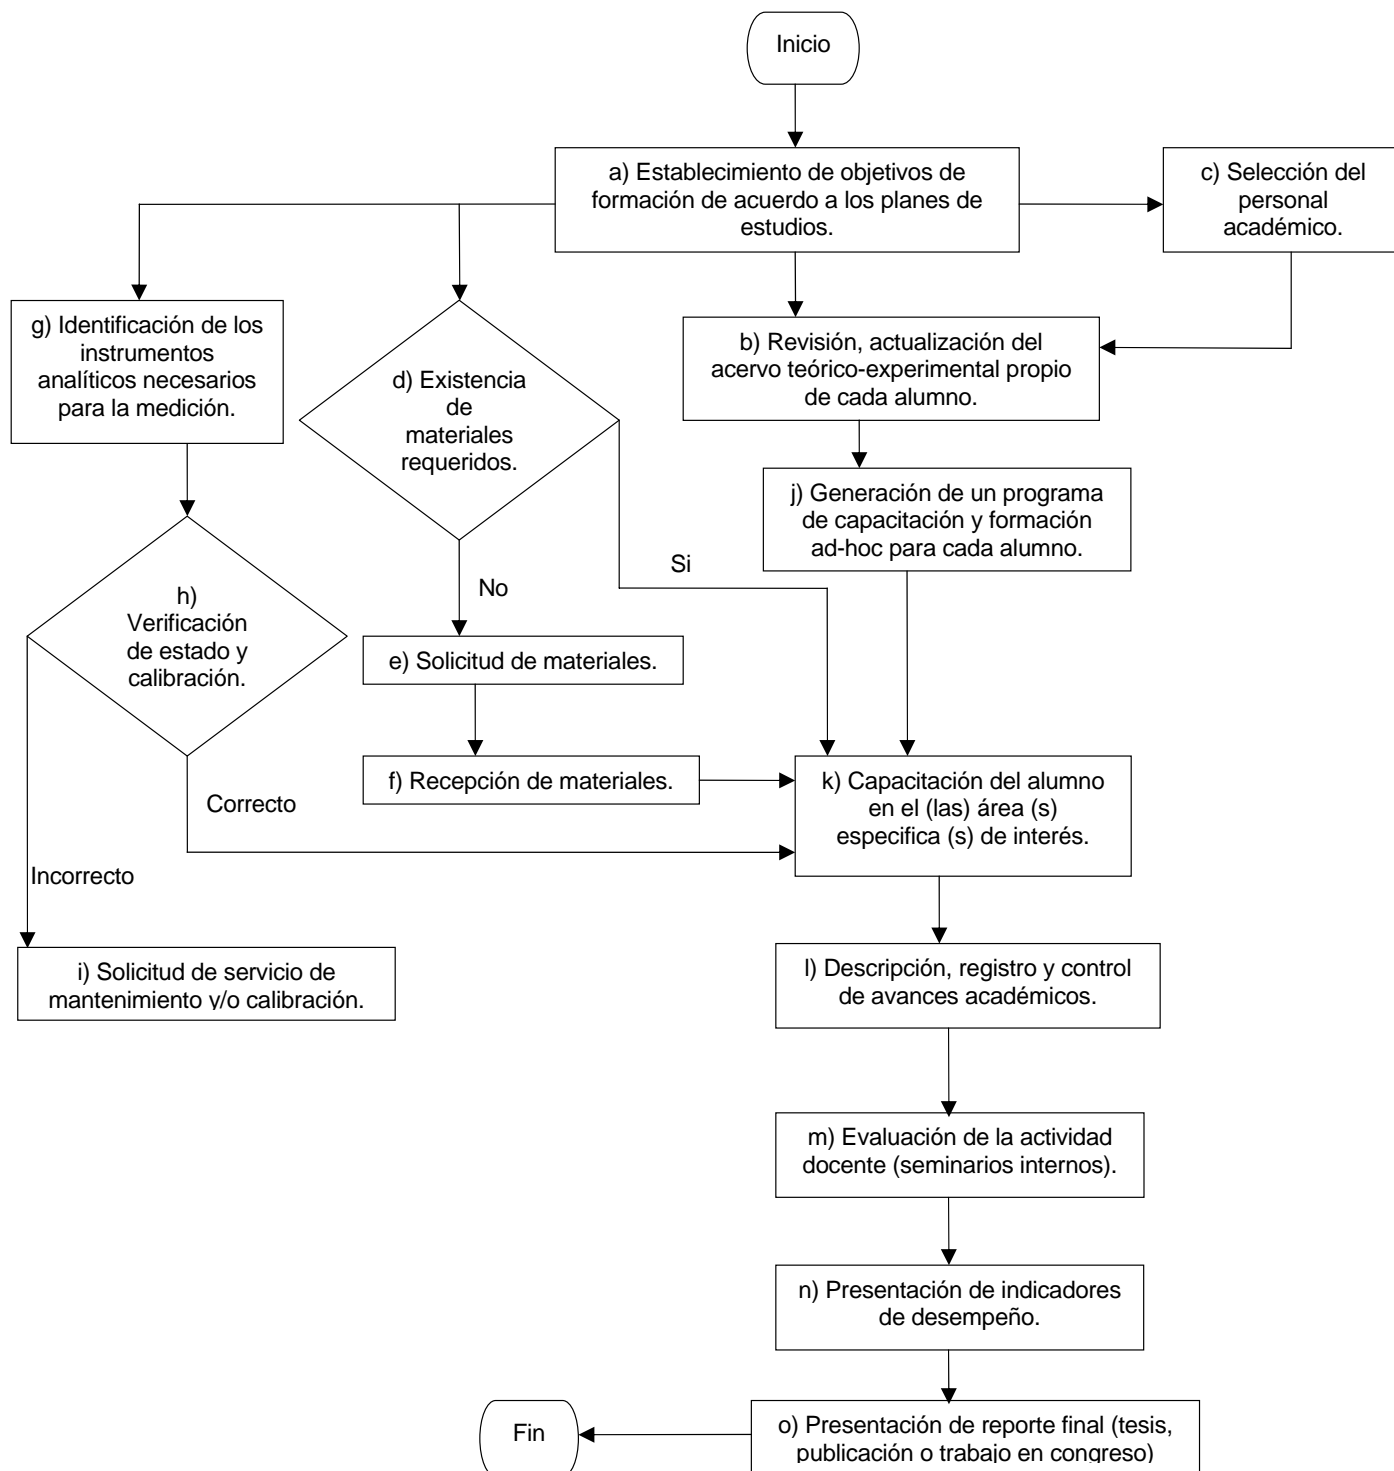 Inicio
a) Establecimiento de objetivos de
formación de acuerdo a los planes de
estudios.
c) Selección del
personal
académico.
g) Identificación de los
instrumentos
analíticos necesarios
para la medición.
d) Existencia
de
materiales
requeridos.
b) Revisión, actualización del
acervo teórico-experimental propio
de cada alumno.
j) Generación de un programa
de capacitación y formación
ad-hoc para cada alumno.
Si
No
h)
Verificación
de estado y
calibración.
e) Solicitud de materiales.
f) Recepción de materiales.
k) Capacitación del alumno
en el (las) área (s)
especifica (s) de interés.
Correcto
Incorrecto
i) Solicitud de servicio de
mantenimiento y/o calibración.
l) Descripción, registro y control
de avances académicos.
m) Evaluación de la actividad
docente (seminarios internos).
n) Presentación de indicadores
de desempeño.
o) Presentación de reporte final (tesis,
publicación o trabajo en congreso)
Fin